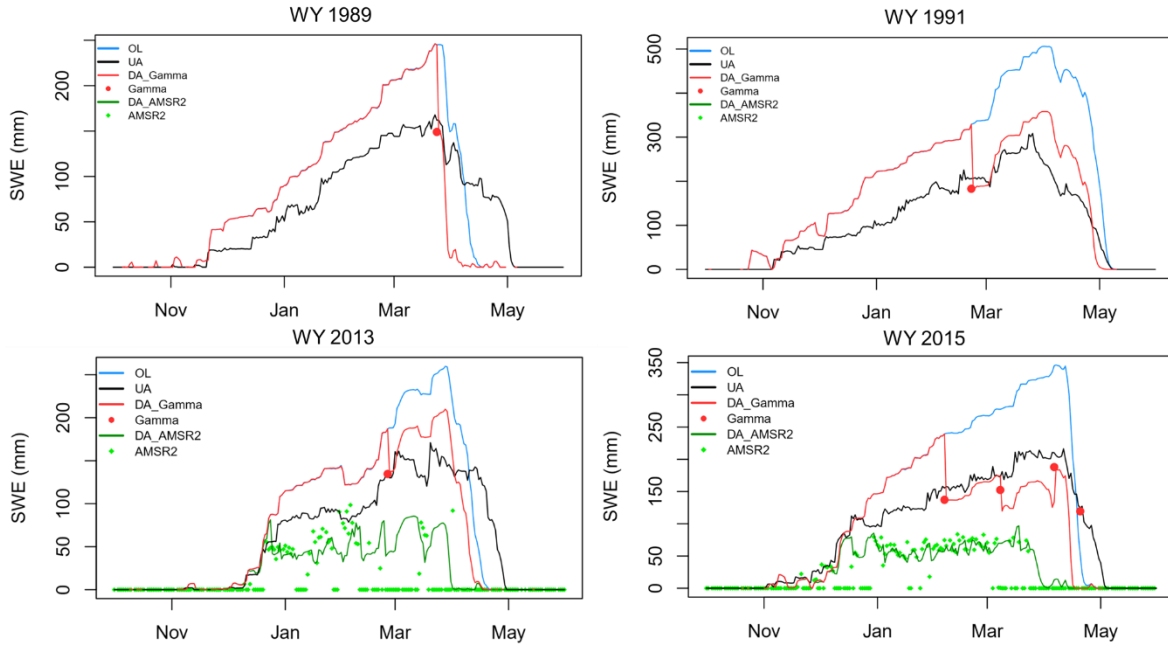 WY 1989
SWE (mm)
0
50
100
200
OL
UA
DA_Gamma
Gamma
DA_AMSR2
AMSR2
Nov
Jan
Mar
May
WY 1991
SWE (mm)
0
100
300
500
OL
UA
DA_Gamma
Gamma
DA_AMSR2
AMSR2
Nov
Jan
Mar
May
WY 2013
SWE (mm)
0
50
100
200
OL
UA
DA_Gamma
Gamma
DA_AMSR2
AMSR2
Nov
Jan
Mar
May
WY 2015
SWE (mm)
0
50
150
250
350
OL
UA
DA_Gamma
Gamma
DA_AMSR2
AMSR2
Nov
Jan
Mar
May